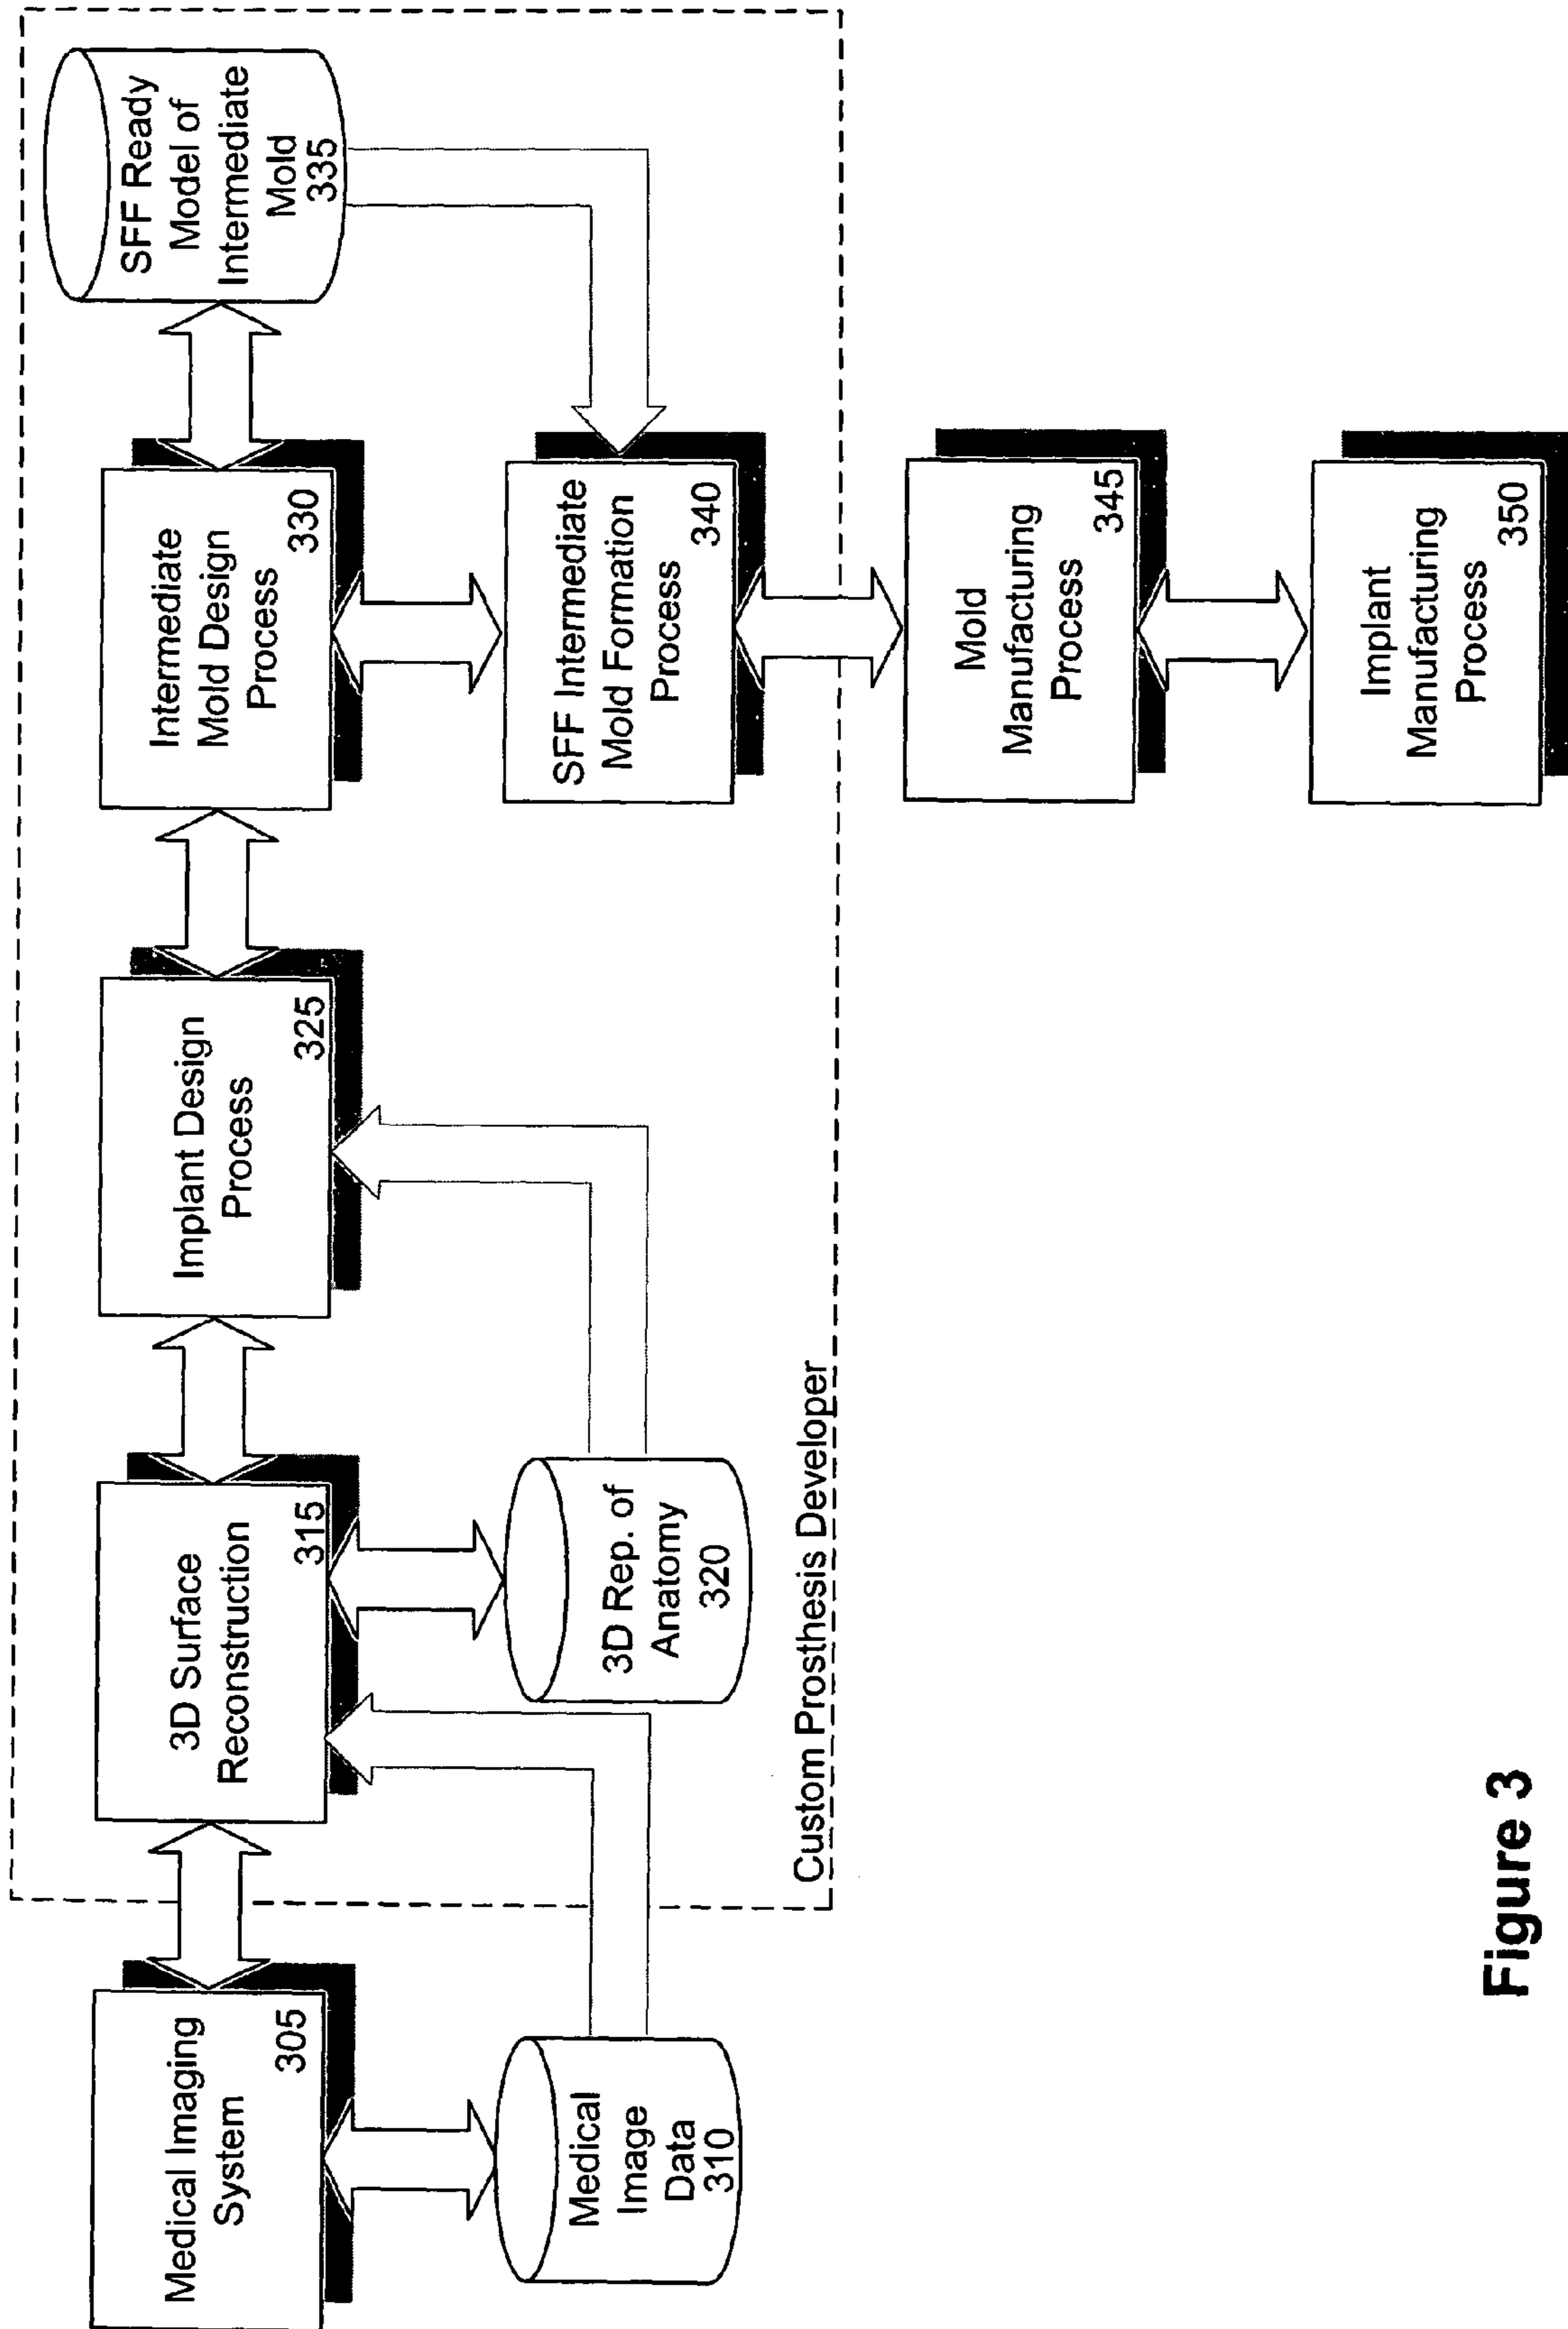 Medical Imaging
System
305
Medical
Image
Data
310
3D Surface
Reconstruction
315
3D Rep. of
Anatomy
320
Implant Design
Process
325
Intermediate
Mold Design
Process
330
SFF Ready
Model of
Intermediate
Mold
335
SFF Intermediate
Mold Formation
Process
340
Custom Prosthesis Developer
Mold
Manufacturing
Process
345
Implant
Manufacturing
Process
350
Figure 3